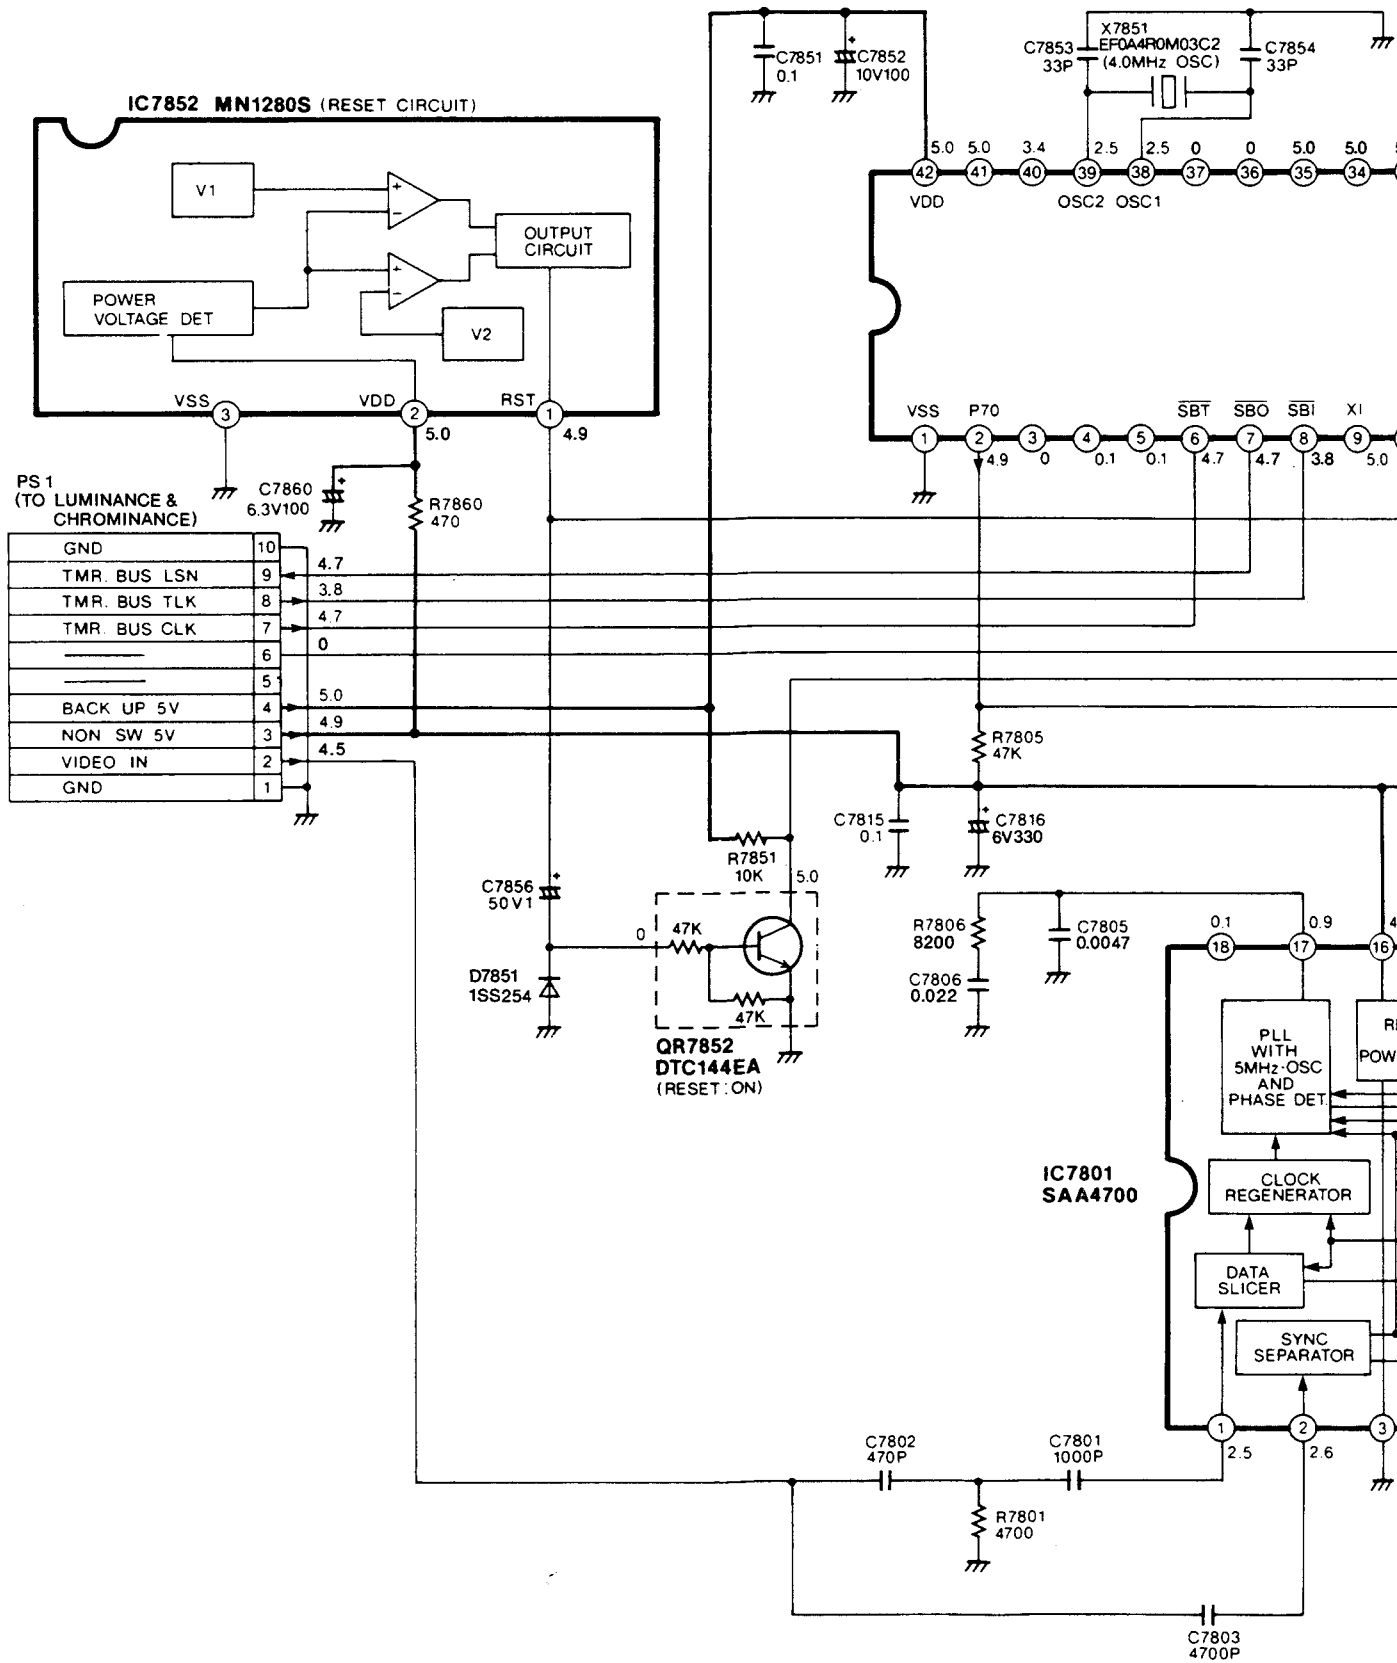 X7851
EF0A4R0M03C2
(4.0MHz OSC)
C7853
33P
C7854
33P
C7851
0.1
+
C7852
10V100
IC7852 MN1280S (RESET CIRCUIT)
V1
+
−
OUTPUT
CIRCUIT
+
−
POWER
VOLTAGE DET
V2
VSS
3
VDD
2
5.0
RST
1
4.9
5.0 5.0 3.4 2.5 2.5 0 0 5.0 5.0
42 41 40 39 38 37 36 35 34
VDD OSC2 OSC1
VSS P70 SBT SBO SBI XI
1 2 3 4 5 6 7 8 9
4.9 0 0.1 0.1 4.7 4.7 3.8 5.0
PS 1
(TO LUMINANCE &
CHROMINANCE)
C7860
6.3V100
+
R7860
470
GND 10
TMR. BUS LSN 9 4.7
TMR. BUS TLK 8 3.8
TMR. BUS CLK 7 4.7
6 0
5
BACK UP 5V 4 5.0
NON SW 5V 3 4.9
VIDEO IN 2 4.5
GND 1
R7805
47K
C7815
0.1
+
C7816
6V330
R7851
10K
5.0
C7856
50V1
+
0
47K
47K
D7851
1SS254
QR7852
DTC144EA
(RESET:ON)
R7806
8200
C7805
0.0047
C7806
0.022
0.1 0.9 4
18 17 16
PLL
WITH
5MHz-OSC
AND
PHASE DET.
IC7801
SAA4700
CLOCK
REGENERATOR
DATA
SLICER
SYNC
SEPARATOR
1 2 3
2.5 2.6
C7802
470P
C7801
1000P
R7801
4700
C7803
4700P